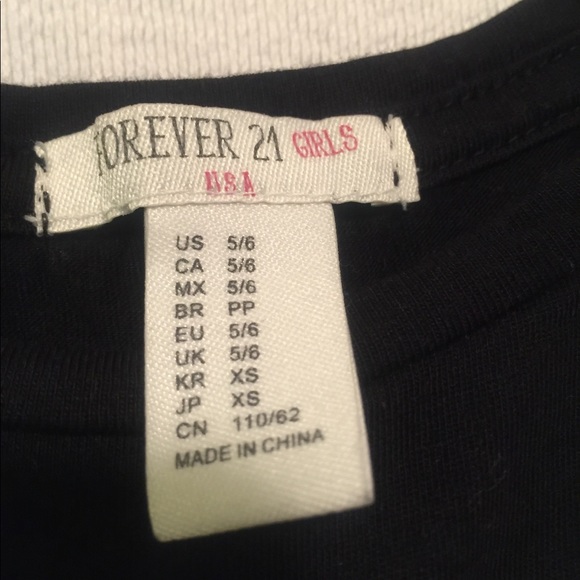 FOREVER 21 GIRLS
USA
US 5/6
CA 5/6
MX 5/6
BR PP
EU 5/6
UK 5/6
KR XS
JP XS
CN 110/62
MADE IN CHINA